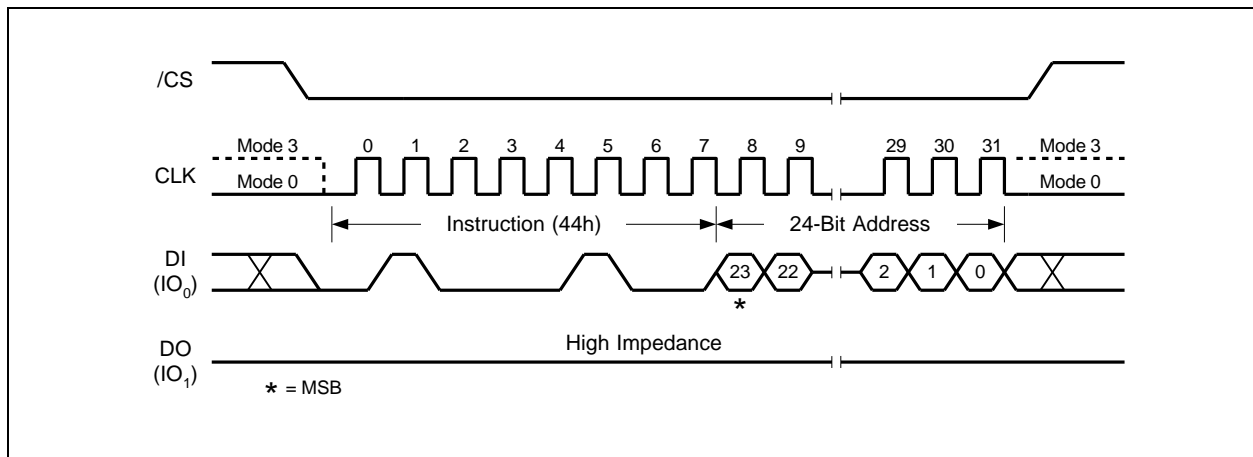 /CS
Mode 3 0 1 2 3 4 5 6 7 8 9 29 30 31 Mode 3
CLK Mode 0 Mode 0
Instruction (44h) 24-Bit Address
DI
(IO0)
23 22 2 1 0
*
High Impedance
DO
(IO1)
* = MSB